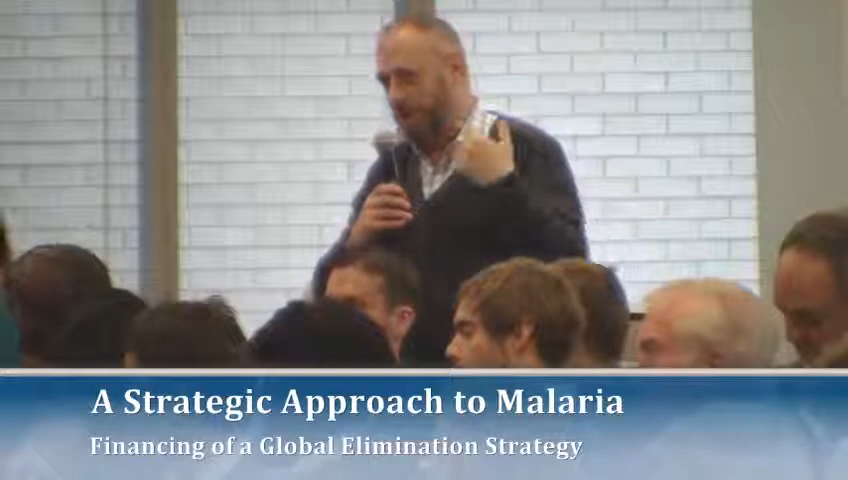 A Strategic Approach to Malaria
Financing of a Global Elimination Strategy